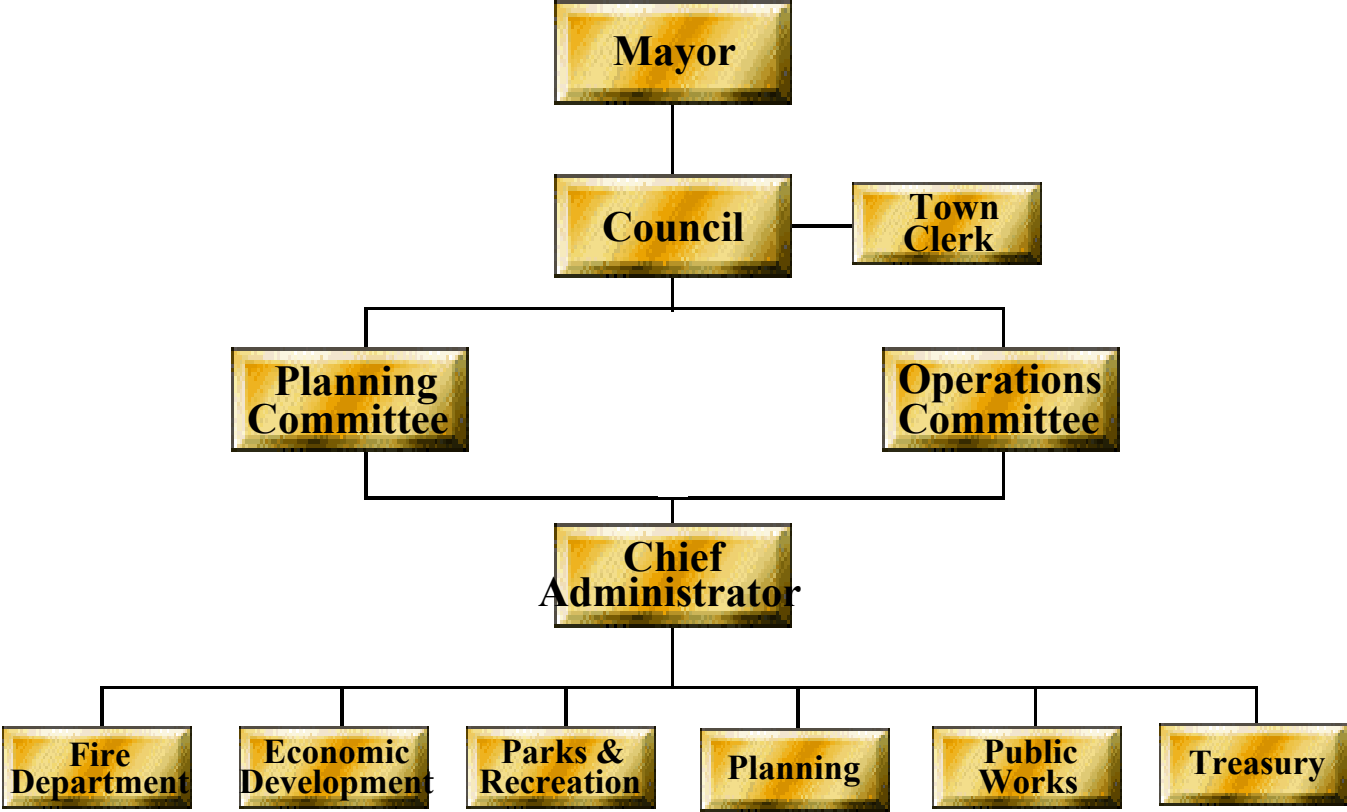 Mayor
Council
Town
Clerk
Planning
Committee
Operations
Committee
Chief
Administrator
Fire
Department
Economic
Development
Parks &
Recreation
Planning
Public
Works
Treasury